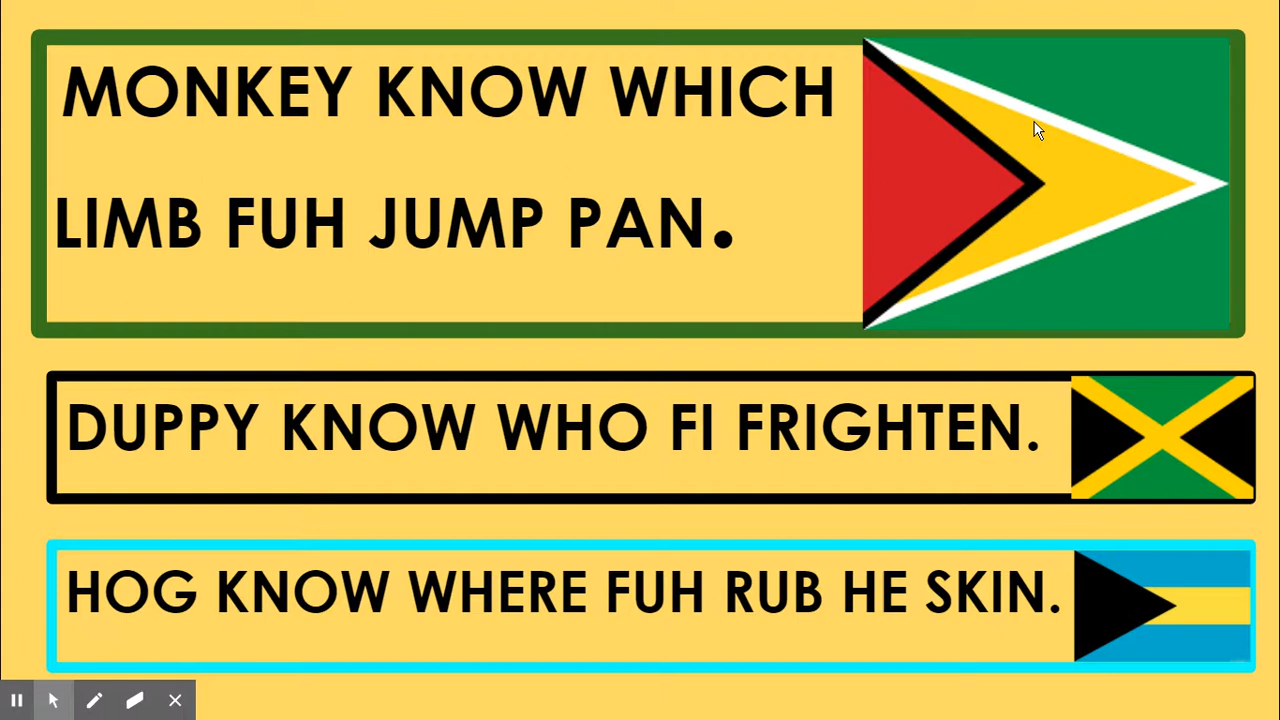 MONKEY KNOW WHICH
LIMB FUH JUMP PAN.
DUPPY KNOW WHO FI FRIGHTEN.
HOG KNOW WHERE FUH RUB HE SKIN.